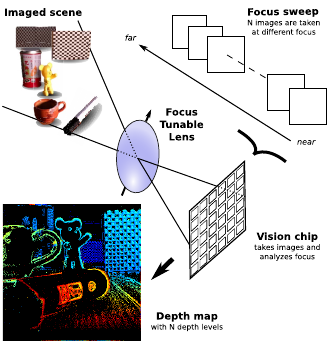 Imaged scene
Focus sweep
N images are taken
at different focus
far
Focus
Tunable
Lens
near
Vision chip
takes images and
analyzes focus
Depth map
with N depth levels